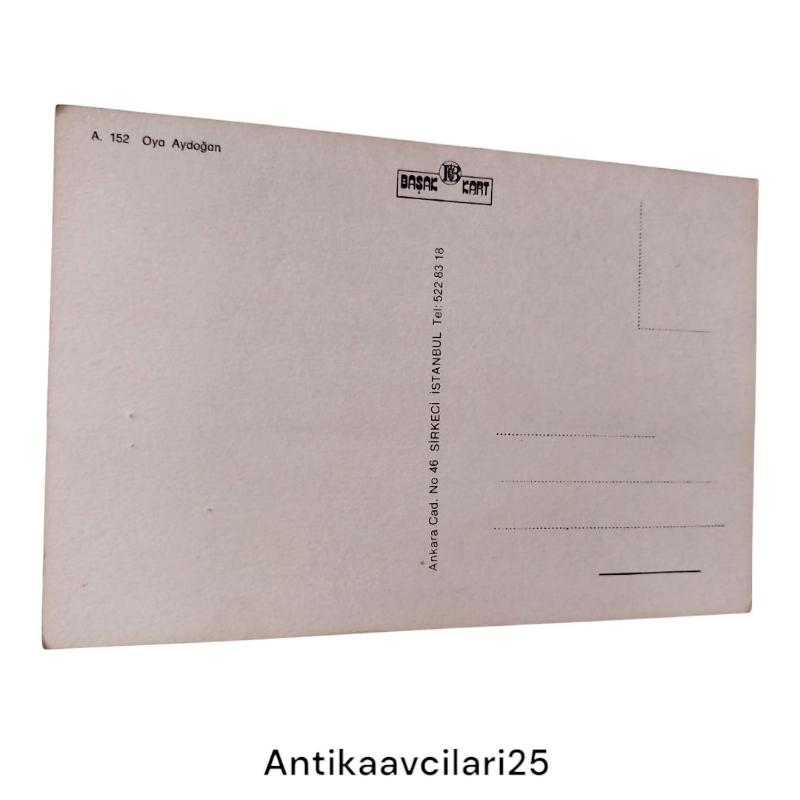 A. 152 Oya Aydoğan
BAŞAK KART
Ankara Cad. No 46 SİRKECİ İSTANBUL Tel: 522 83 18
Antikaavcilari25